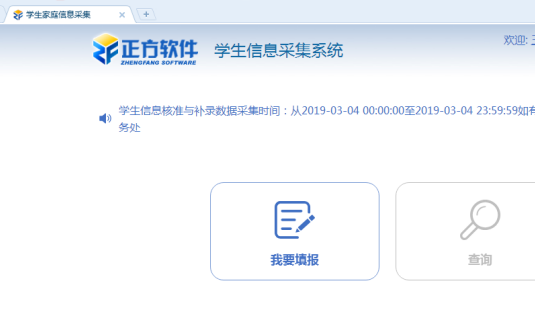 学生家庭信息采集
正方软件
ZHENGFANG SOFTWARE
学生信息采集系统
欢迎:
学生信息核准与补录数据采集时间：从2019-03-04 00:00:00至2019-03-04 23:59:59如有
务处
我要填报
查询